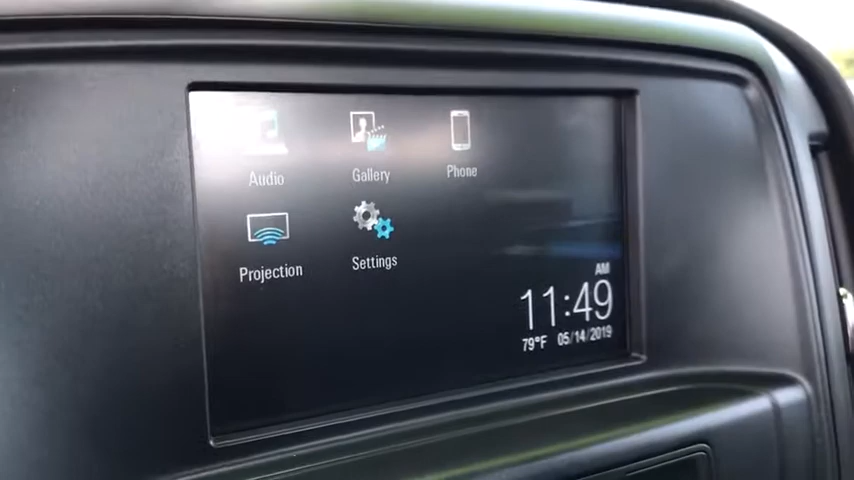 Audio
Gallery
Phone
Projection
Settings
AM
11:49
79°F 05/14/2019